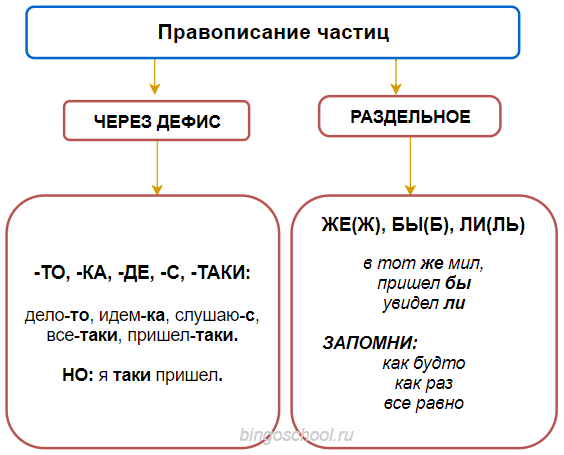 Правописание частиц
ЧЕРЕЗ ДЕФИС
РАЗДЕЛЬНОЕ
-ТО, -КА, -ДЕ, -С, -ТАКИ:
дело-то, идем-ка, слушаю-с,
все-таки, пришел-таки.
НО: я таки пришел.
ЖЕ(Ж), БЫ(Б), ЛИ(ЛЬ)
в тот же мил,
пришел бы
увидел ли
ЗАПОМНИ:
как будто
как раз
все равно
bingoschool.ru